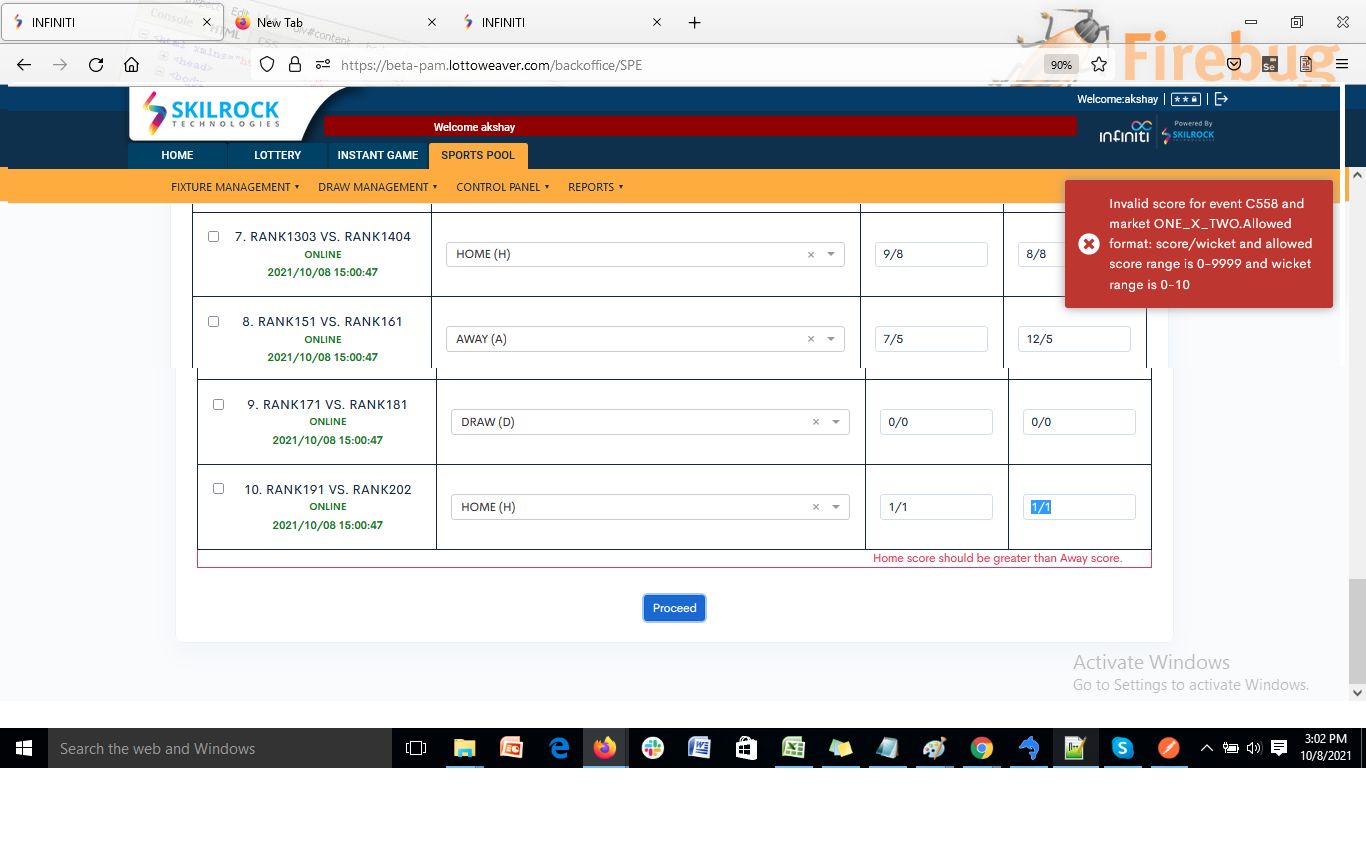 INFINITI
New Tab
INFINITI
https://beta-pam.lottoweaver.com/backoffice/SPE
90%
Firebug
SKILROCK
TECHNOLOGIES
Welcome:akshay
Welcome akshay
infiniti
Powered By
SKILROCK
HOME
LOTTERY
INSTANT GAME
SPORTS POOL
FIXTURE MANAGEMENT
DRAW MANAGEMENT
CONTROL PANEL
REPORTS
Invalid score for event C558 and
market ONE_X_TWO.Allowed
format: score/wicket and allowed
score range is 0-9999 and wicket
range is 0-10
7. RANK1303 VS. RANK1404
ONLINE
2021/10/08 15:00:47
HOME (H)
9/8
8/8
8. RANK151 VS. RANK161
ONLINE
2021/10/08 15:00:47
AWAY (A)
7/5
12/5
9. RANK171 VS. RANK181
ONLINE
2021/10/08 15:00:47
DRAW (D)
0/0
0/0
10. RANK191 VS. RANK202
ONLINE
2021/10/08 15:00:47
HOME (H)
1/1
1/1
Home score should be greater than Away score.
Proceed
Activate Windows
Go to Settings to activate Windows.
Search the web and Windows
3:02 PM
10/8/2021